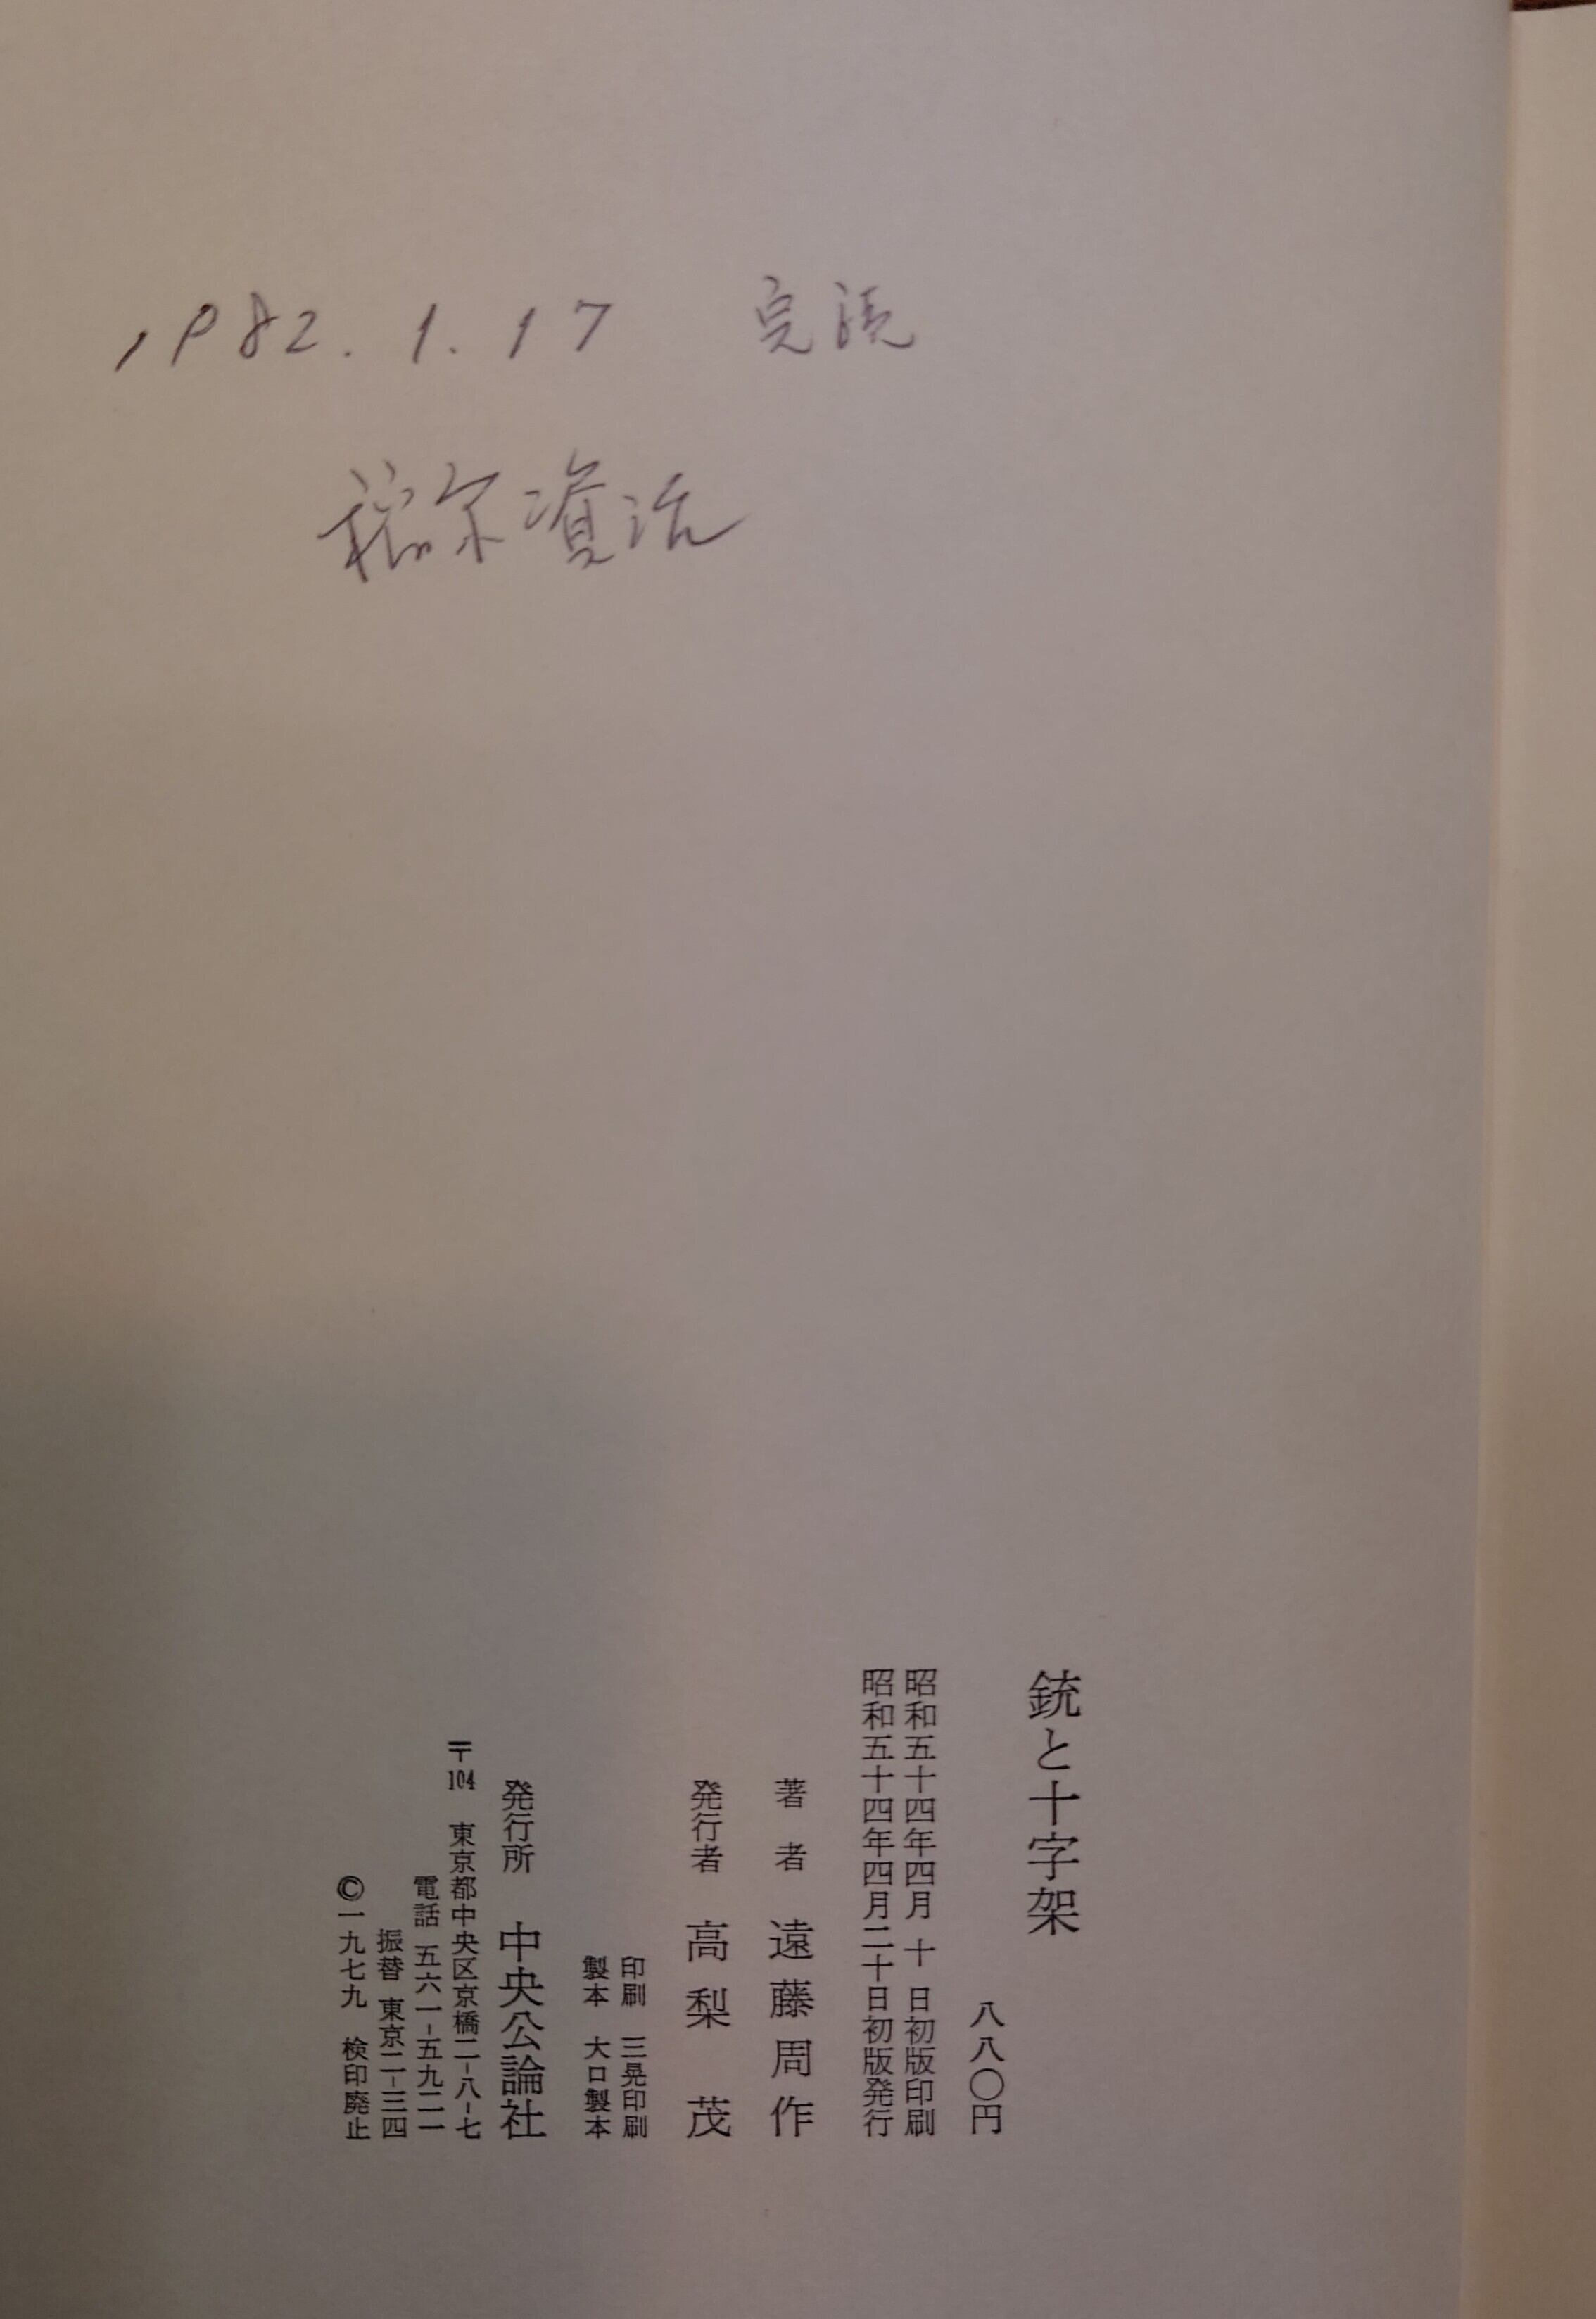 1982.1.17 完読
資治
銃と十字架
八八〇円
昭和五十四年四月 十 日初版印刷
昭和五十四年四月二十日初版発行
著者 遠藤周作
発行者 高梨 茂
印刷 三晃印刷
製本 大口製本
発行所 中央公論社
〒104 東京都中央区京橋二-八-七
電話 五六一-五九二一
振替 東京二-三四
©一九七九 検印廃止